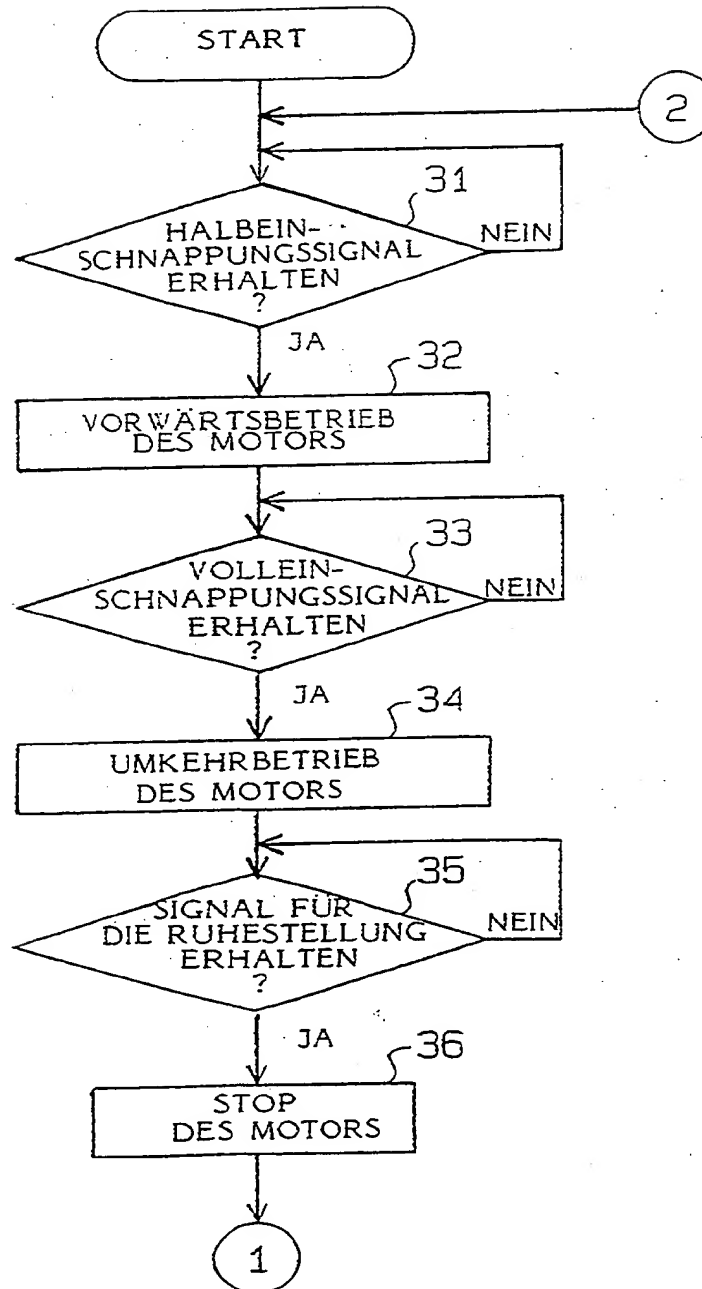 START
2
31
HALBEIN-
SCHNAPPUNGSSIGNAL
ERHALTEN
?
NEIN
JA
32
VORWÄRTSBETRIEB
DES MOTORS
33
VOLLEIN-
SCHNAPPUNGSSIGNAL
ERHALTEN
?
NEIN
JA
34
UMKEHRBETRIEB
DES MOTORS
35
SIGNAL FÜR
DIE RUHESTELLUNG
ERHALTEN
?
NEIN
JA
36
STOP
DES MOTORS
1